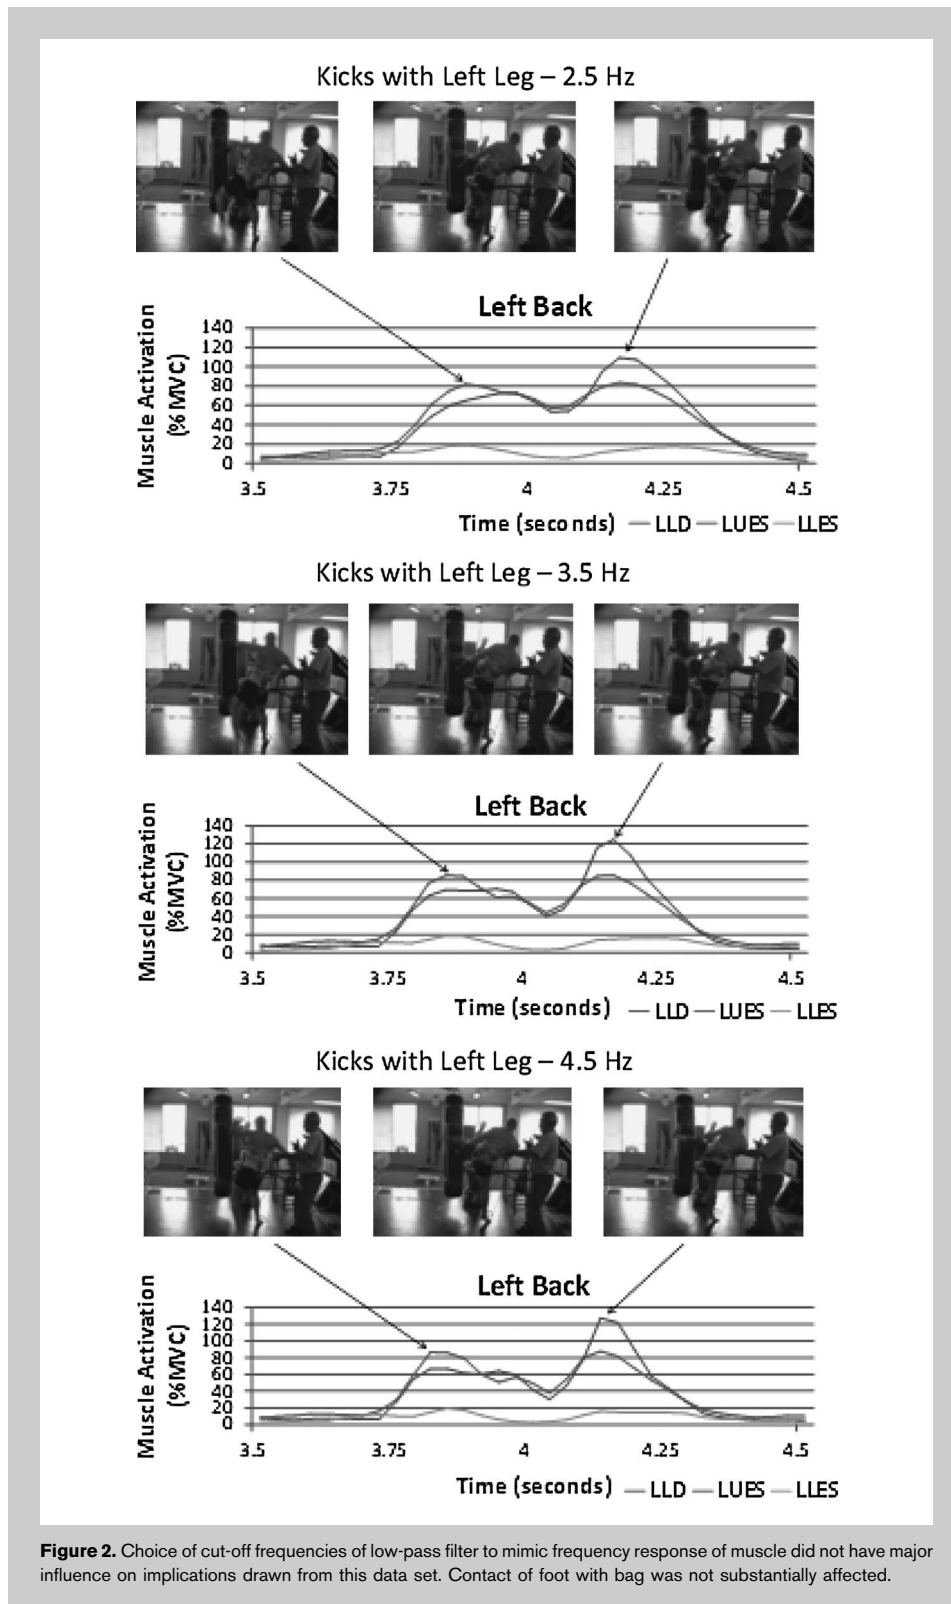 Kicks with Left Leg – 2.5 Hz
Left Back
Muscle Activation
(%MVC)
140
120
100
80
60
40
20
0
3.5 3.75 4 4.25 4.5
Time (seconds) LLD LUES LLES
Kicks with Left Leg – 3.5 Hz
Left Back
Muscle Activation
(%MVC)
140
120
100
80
60
40
20
0
3.5 3.75 4 4.25 4.5
Time (seconds) LLD LUES LLES
Kicks with Left Leg – 4.5 Hz
Left Back
Muscle Activation
(%MVC)
140
120
100
80
60
40
20
0
3.5 3.75 4 4.25 4.5
Time (seconds) LLD LUES LLES
Figure 2. Choice of cut-off frequencies of low-pass filter to mimic frequency response of muscle did not have major
influence on implications drawn from this data set. Contact of foot with bag was not substantially affected.